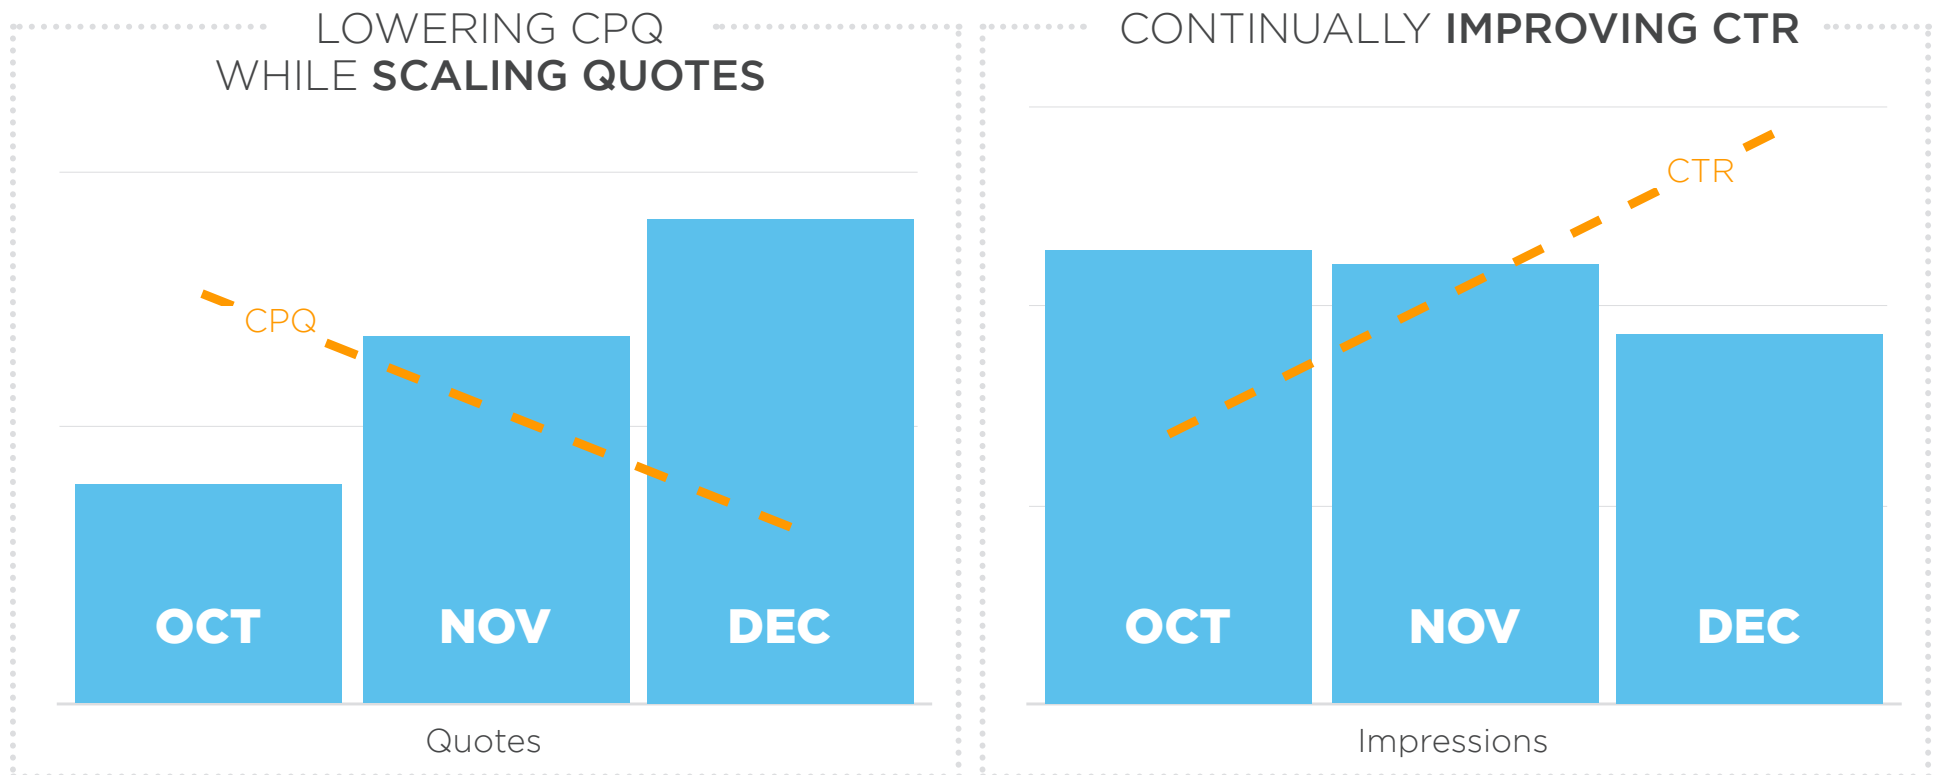 LOWERING CPQ
WHILE SCALING QUOTES
CPQ
OCT
NOV
DEC
Quotes
CONTINUALLY IMPROVING CTR
CTR
OCT
NOV
DEC
Impressions